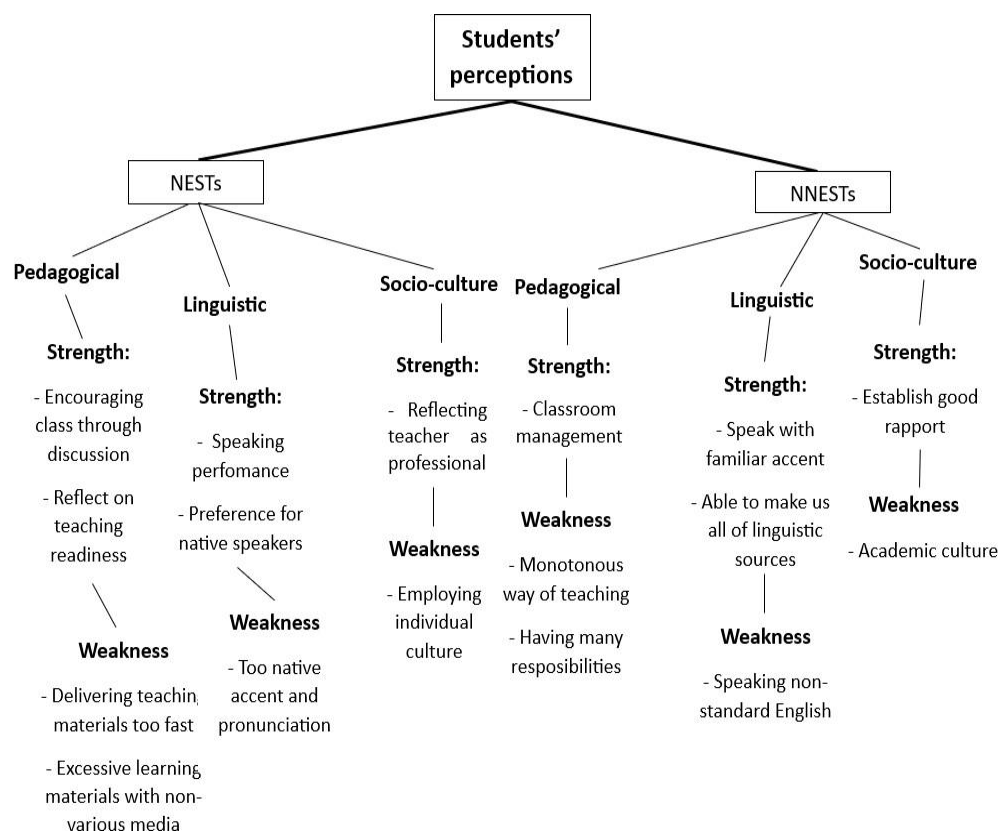 Students’
perceptions
NESTs
Pedagogical
Strength:
- Encouraging
class through
discussion
- Reflect on
teaching
readiness
Weakness
- Delivering teachin
materials too fast
- Excessive learning
materials with non-
various media
Linguistic
Strength:
- Speaking
perfomance
- Preference for
native speakers
Weakness
- Too native
accent and
pronunciation
Socio-culture
Strength:
- Reflecting
teacher as
professional
Weakness
- Employing
individual
culture
NNESTs
Pedagogical
Strength:
- Classroom
management
Weakness
- Monotonous
way of teaching
- Having many
resposibilities
Linguistic
Strength:
- Speak with
familiar accent
- Able to make us
all of linguistic
sources
Weakness
- Speaking non-
standard English
Socio-culture
Strength:
- Establish good
rapport
Weakness
- Academic culture